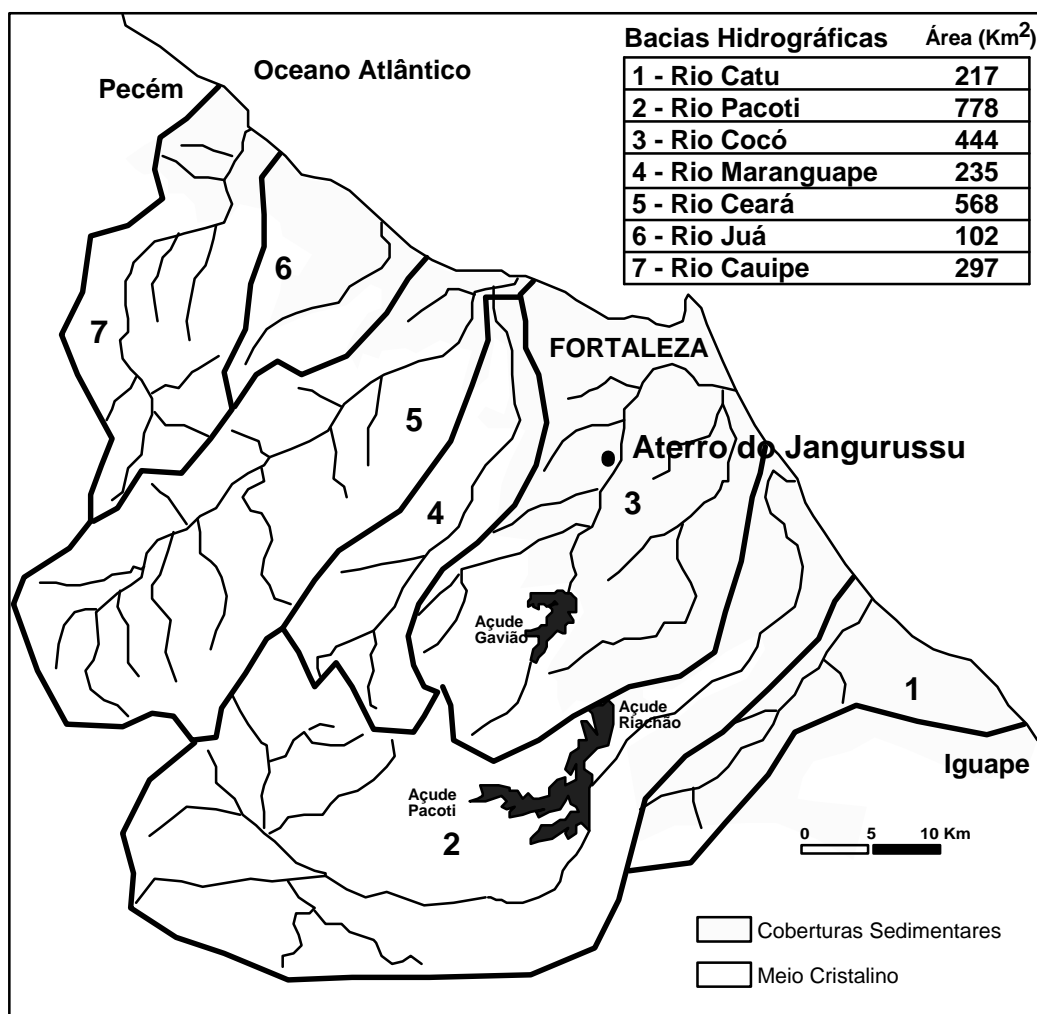 Bacias Hidrográficas Área (Km²)
1 - Rio Catu 217
2 - Rio Pacoti 778
3 - Rio Cocó 444
4 - Rio Maranguape 235
5 - Rio Ceará 568
6 - Rio Juá 102
7 - Rio Cauipe 297
Oceano Atlântico
Pecém
6
7
FORTALEZA
5
Aterro do Jangurussu
4
3
Açude
Gavião
1
Açude
Riachão
Iguape
Açude
Pacoti
2
0 5 10 Km
Coberturas Sedimentares
Meio Cristalino